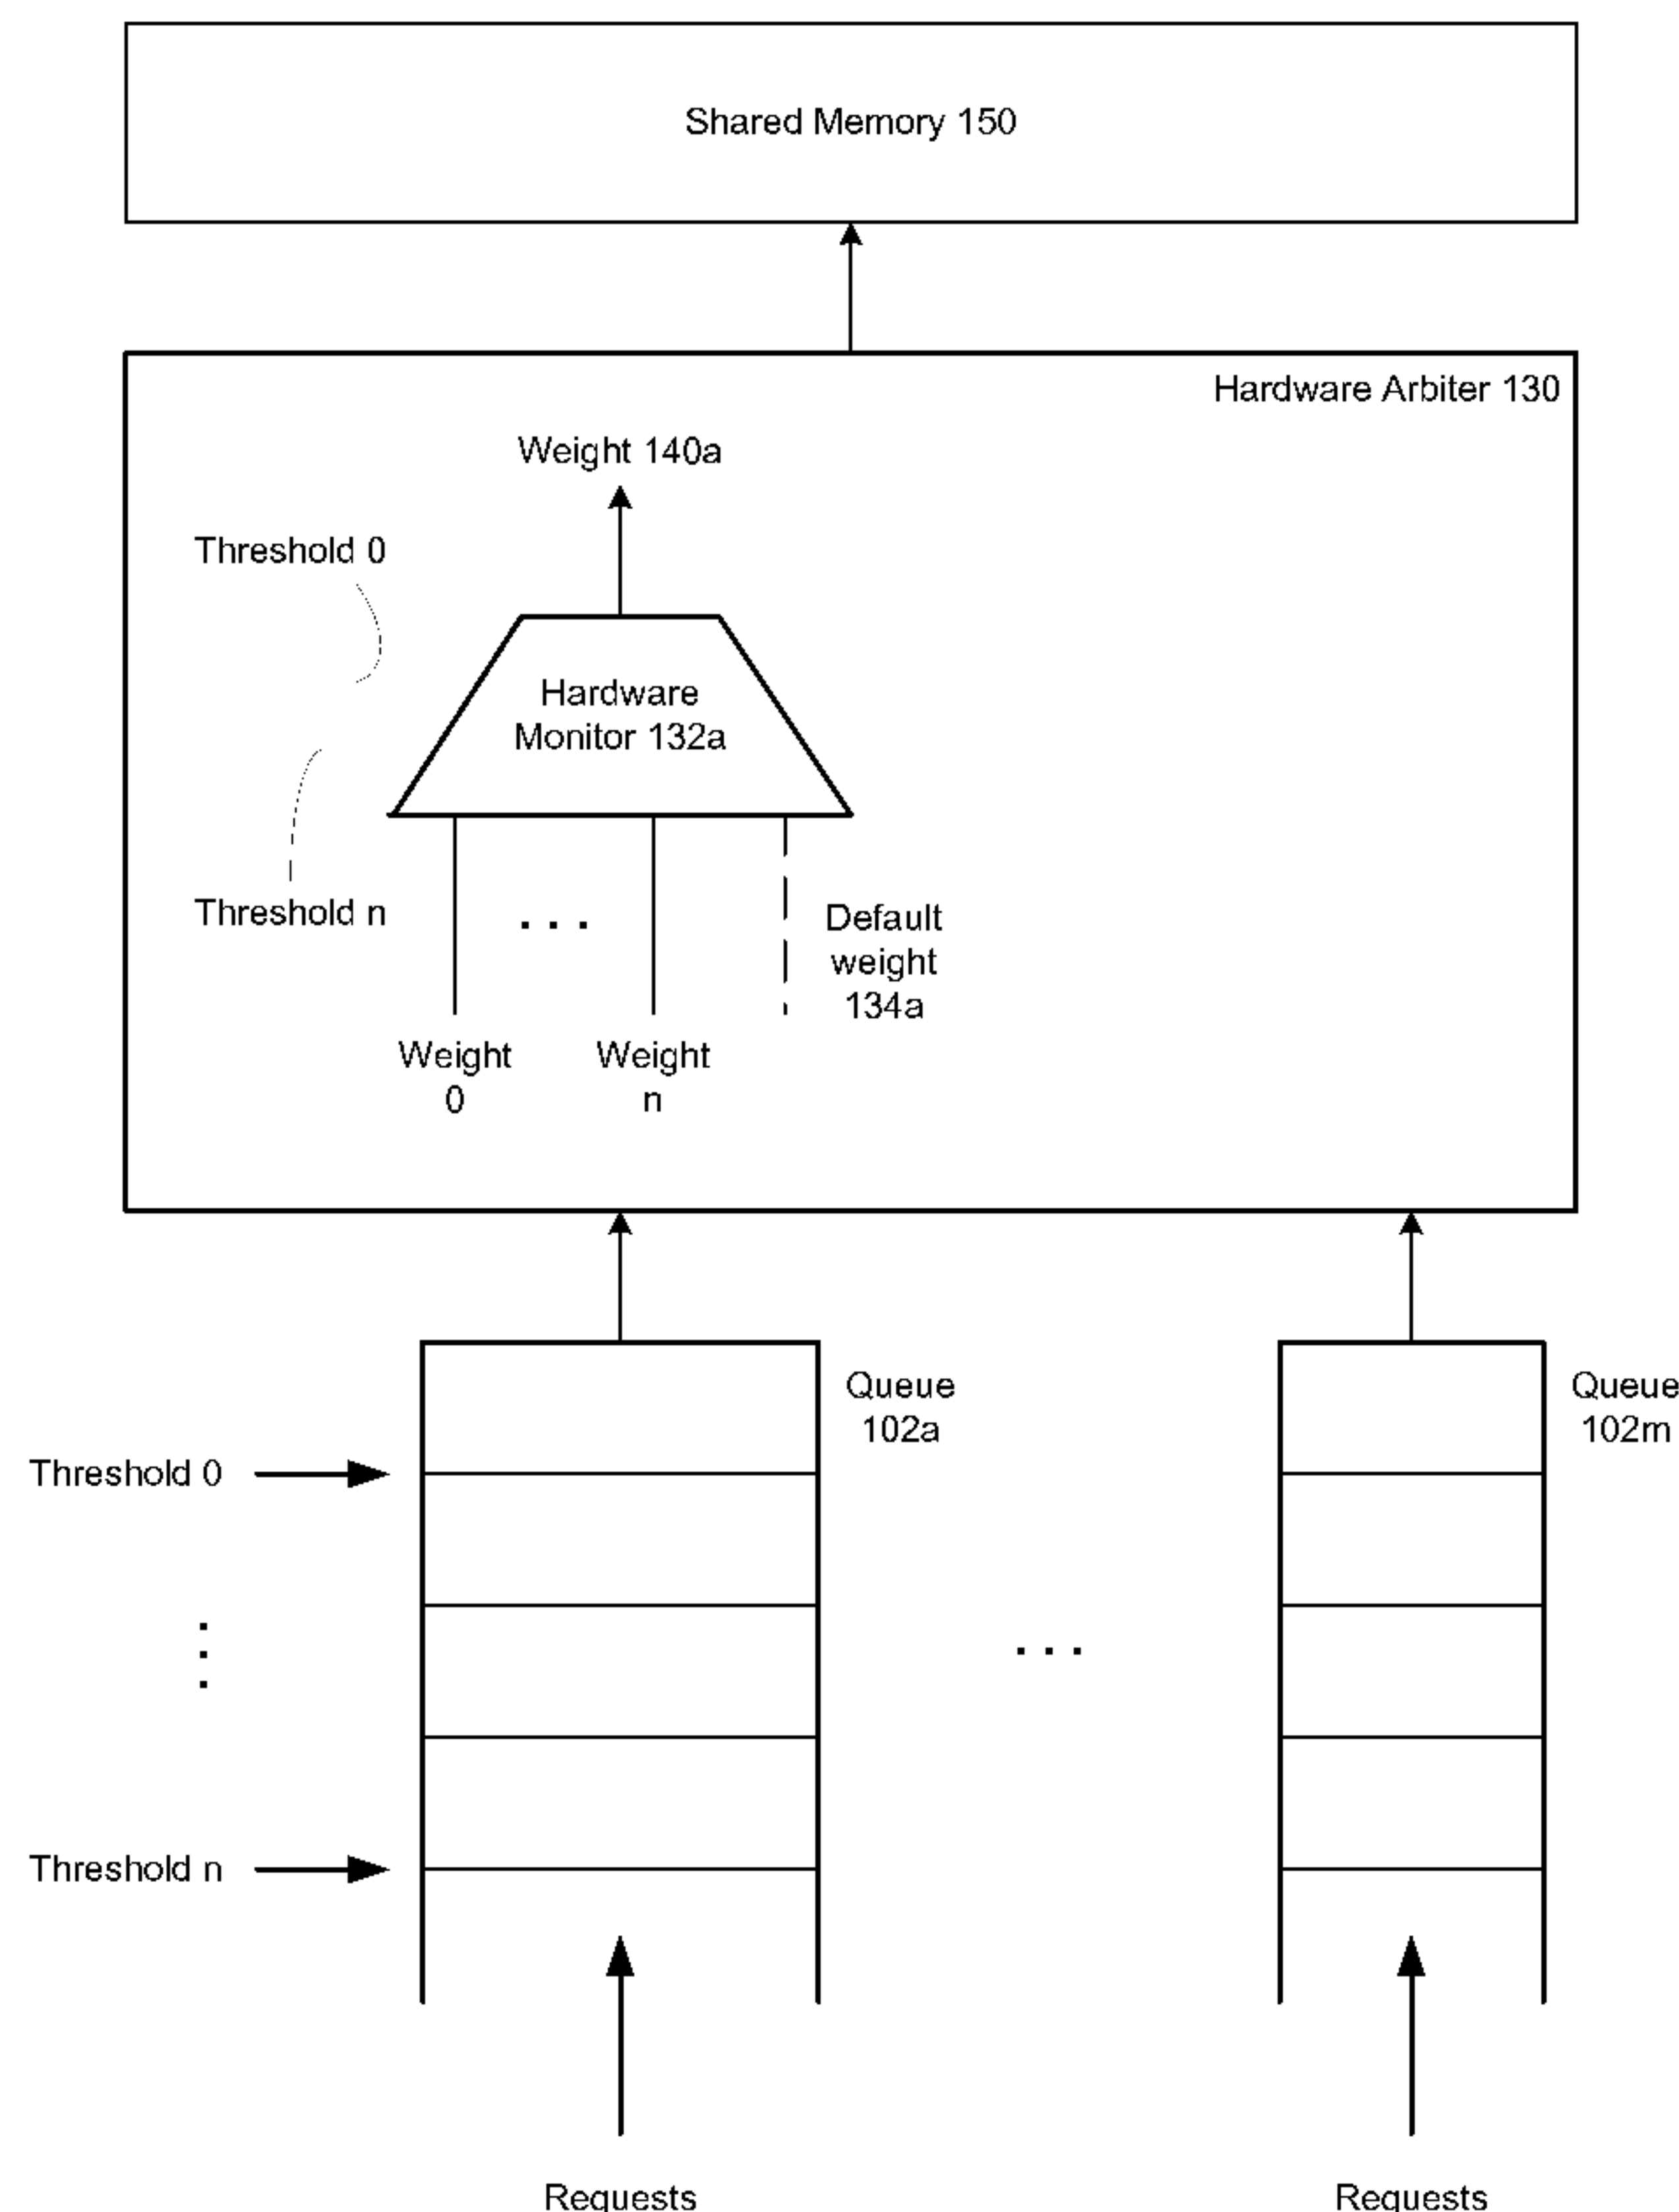 Shared Memory 150
Hardware Arbiter 130
Weight 140a
Threshold 0
Hardware
Monitor 132a
Threshold n
. . .
Default
weight
134a
Weight
0
Weight
n
Queue
102a
Queue
102m
Threshold 0
. . .
Threshold n
Requests
Requests